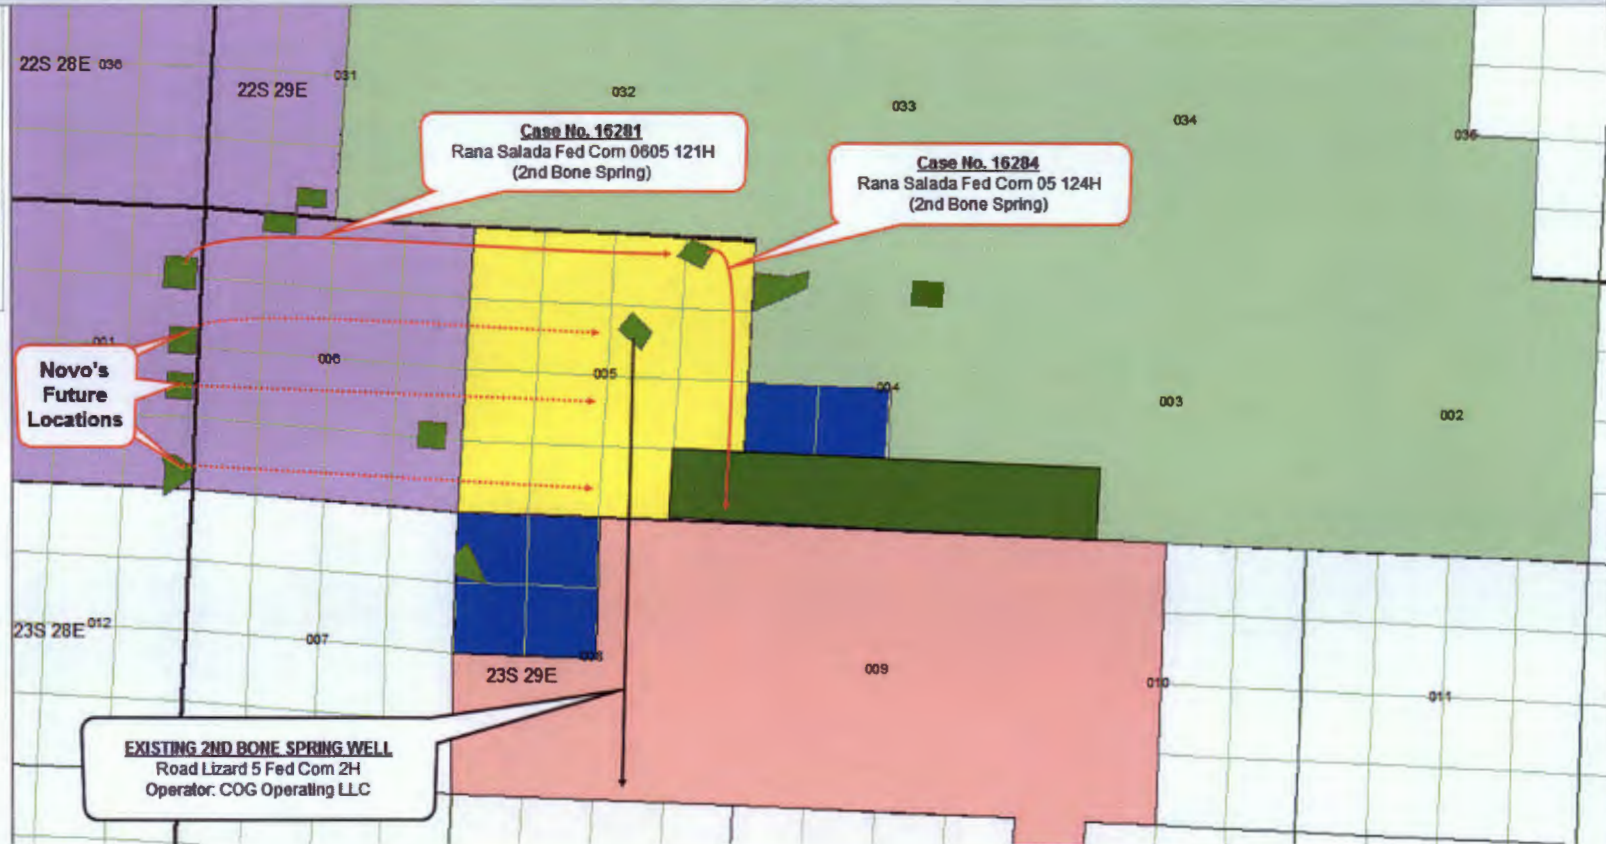 22S 28E 036
22S 29E
031
032
033
034
Case No. 16281
Rana Salada Fed Com 0605 121H
(2nd Bone Spring)
Case No. 16284
Rana Salada Fed Com 05 124H
(2nd Bone Spring)
001
006
005
004
003
002
Novo's
Future
Locations
23S 28E 012
007
008
23S 29E
009
010
011
EXISTING 2ND BONE SPRING WELL
Road Lizard 5 Fed Com 2H
Operator: COG Operating LLC